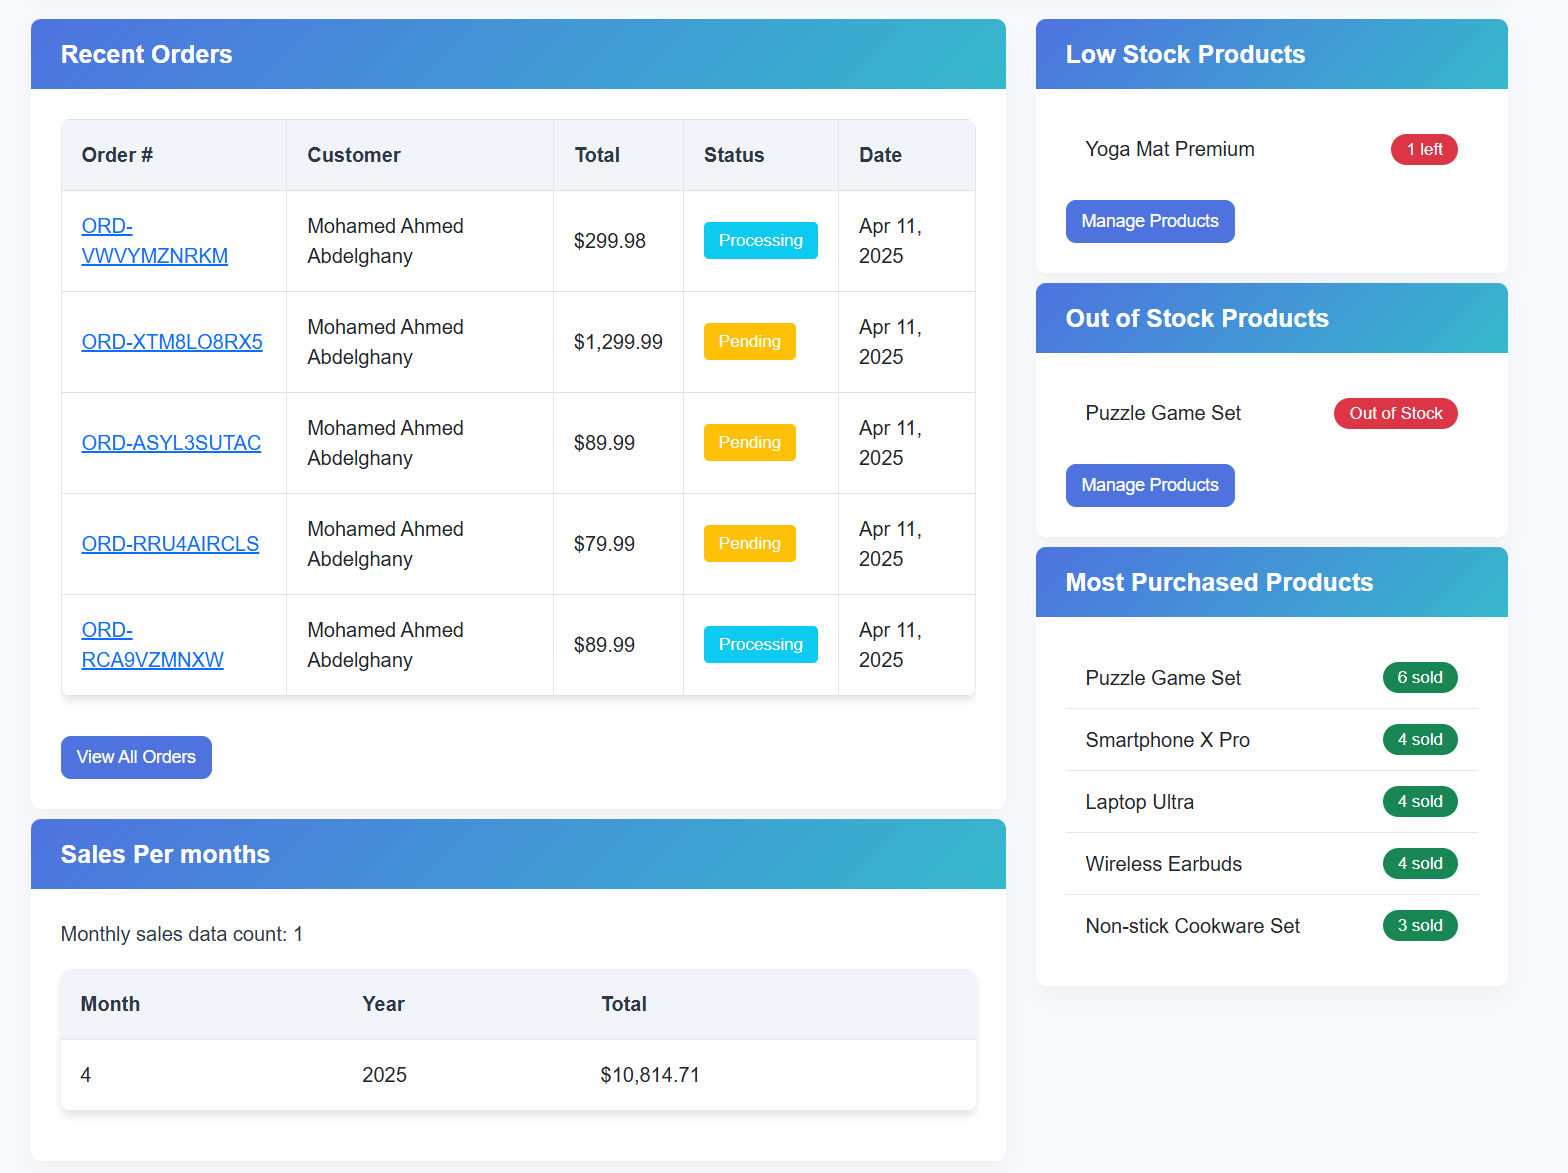 Recent Orders
Order # Customer Total Status Date
ORD-
VWVYMZNRKM
Mohamed Ahmed
Abdelghany
$299.98
Processing
Apr 11,
2025
ORD-XTM8LO8RX5
Mohamed Ahmed
Abdelghany
$1,299.99
Pending
Apr 11,
2025
ORD-ASYL3SUTAC
Mohamed Ahmed
Abdelghany
$89.99
Pending
Apr 11,
2025
ORD-RRU4AIRCLS
Mohamed Ahmed
Abdelghany
$79.99
Pending
Apr 11,
2025
ORD-
RCA9VZMNXW
Mohamed Ahmed
Abdelghany
$89.99
Processing
Apr 11,
2025
View All Orders
Sales Per months
Monthly sales data count: 1
Month Year Total
4 2025 $10,814.71
Low Stock Products
Yoga Mat Premium 1 left
Manage Products
Out of Stock Products
Puzzle Game Set Out of Stock
Manage Products
Most Purchased Products
Puzzle Game Set 6 sold
Smartphone X Pro 4 sold
Laptop Ultra 4 sold
Wireless Earbuds 4 sold
Non-stick Cookware Set 3 sold